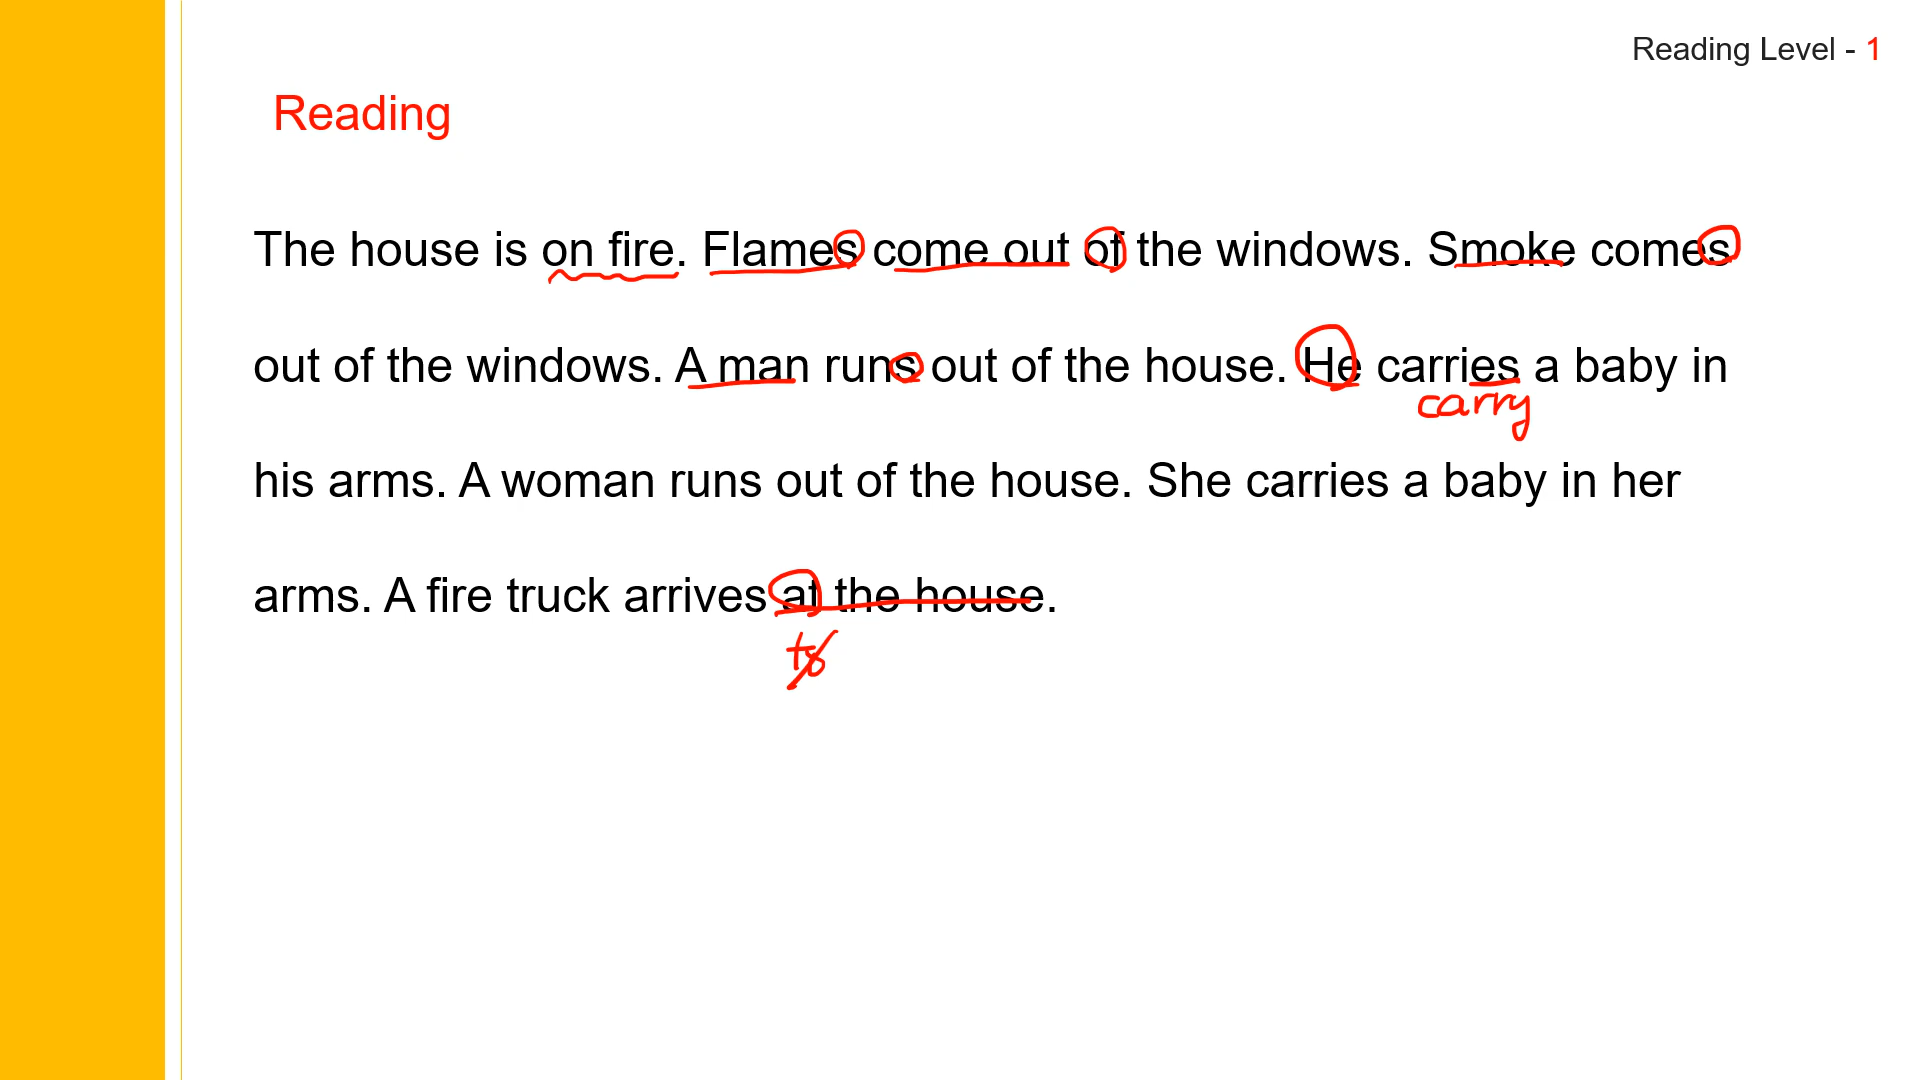 Reading Level - 1
Reading
The house is on fire. Flames come out of the windows. Smoke comes
out of the windows. A man runs out of the house. He carries a baby in
carry
his arms. A woman runs out of the house. She carries a baby in her
arms. A fire truck arrives at the house.
to